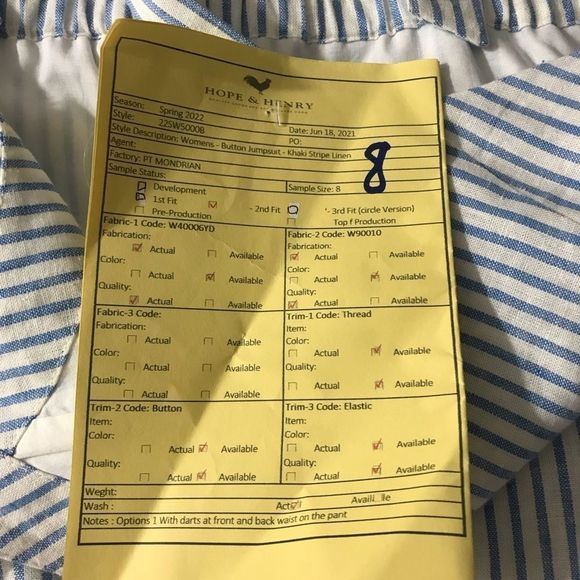 HOPE & HENRY
Season: Spring 2022
Style: 22SW5000B Date: Jun 18, 2021
Style Description: Womens - Button Jumpsuit - Khaki Stripe Linen
Agent: PO:
Factory: PT MONDRIAN
8
Sample Status: Sample Size: 8
Development
1st Fit - 2nd Fit '- 3rd Fit (circle Version)
Pre-Production Top f Production
Fabric-1 Code: W40006YD Fabric-2 Code: W90010
Fabrication: Fabrication:
Actual Available Actual Available
Color: Color:
Actual Available Actual Available
Quality: Quality:
Actual Available Actual Available
Fabric-3 Code: Trim-1 Code: Thread
Fabrication: Item:
Actual Available
Color: Color:
Actual Available Actual Available
Quality: Quality:
Actual Available Actual Available
Trim-2 Code: Button Trim-3 Code: Elastic
Item: Item:
Color: Color:
Actual Available Actual Available
Quality: Quality:
Actual Available Actual Available
Weght:
Wash : Actual
Notes : Options 1 With darts at front and back waist on the pant